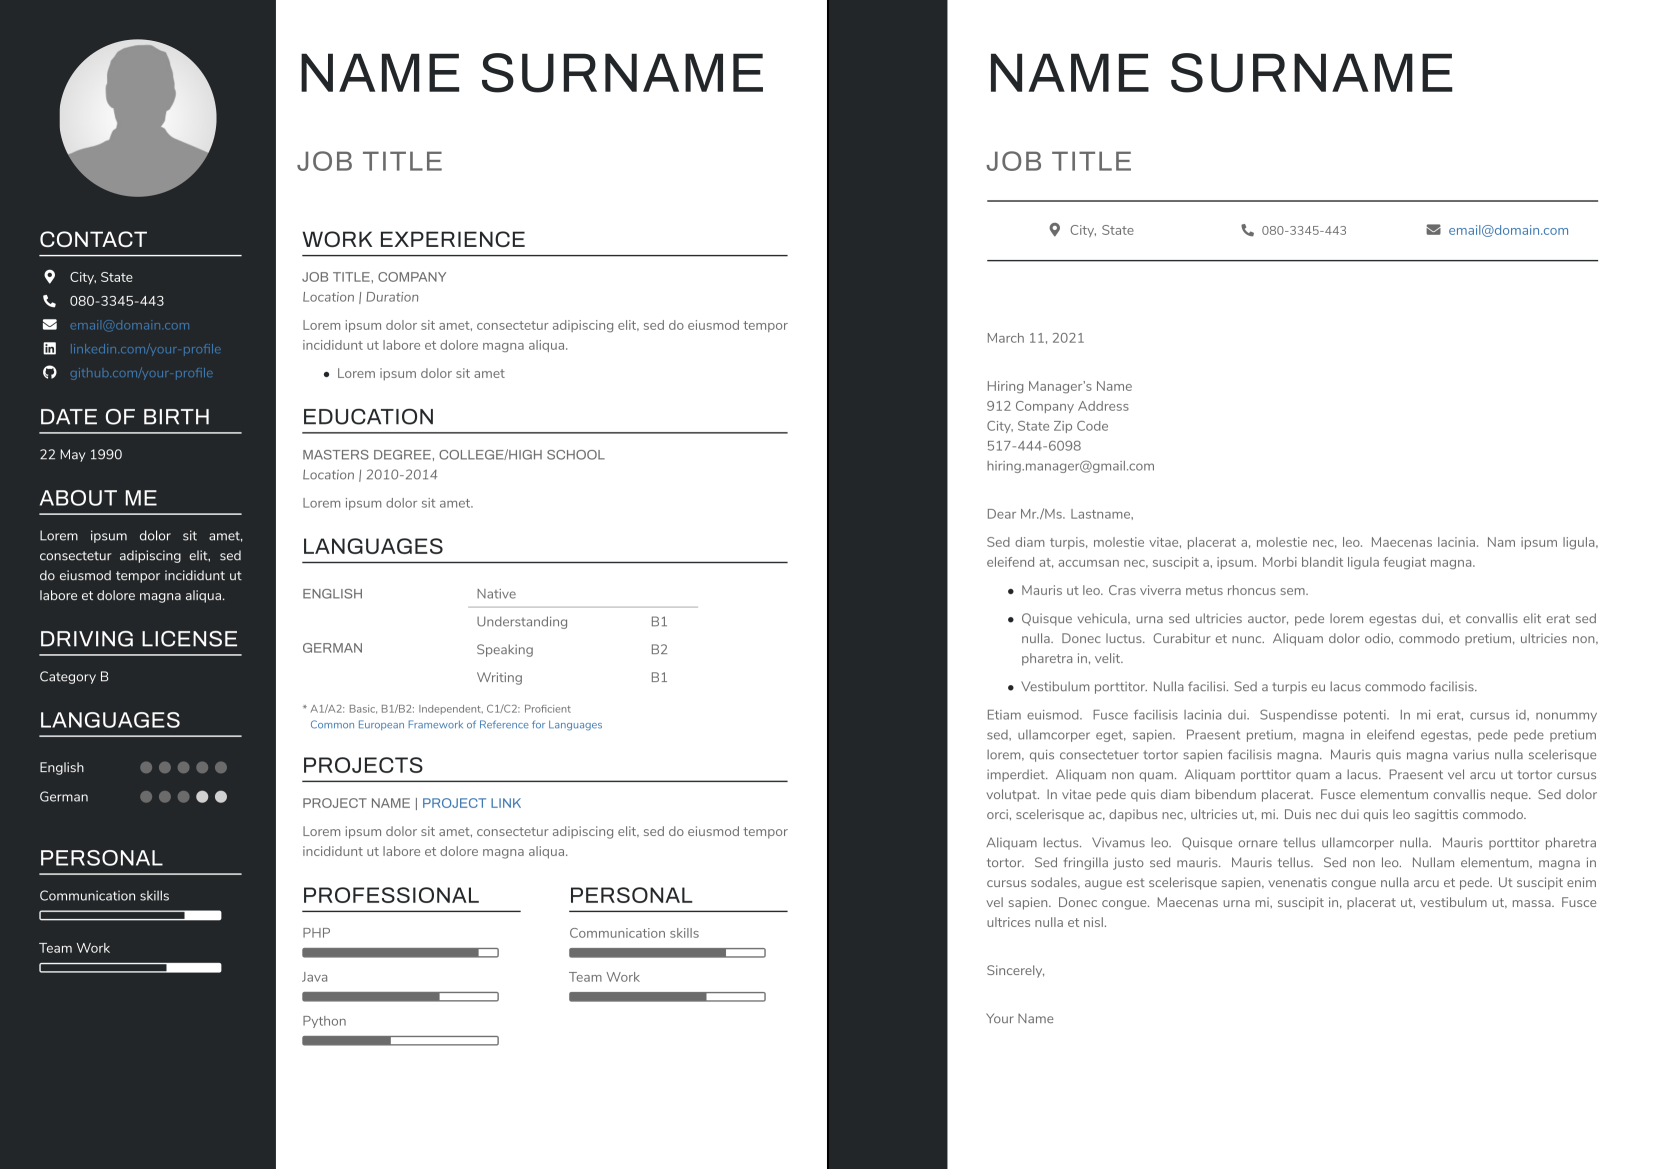 CONTACT
City, State
080-3345-443
email@domain.com
linkedin.com/your-profile
github.com/your-profile
DATE OF BIRTH
22 May 1990
ABOUT ME
Lorem ipsum dolor sit amet,
consectetur adipiscing elit, sed
do eiusmod tempor incididunt ut
labore et dolore magna aliqua.
DRIVING LICENSE
Category B
LANGUAGES
English
German
PERSONAL
Communication skills
Team Work
NAME SURNAME
JOB TITLE
WORK EXPERIENCE
JOB TITLE, COMPANY
Location | Duration
Lorem ipsum dolor sit amet, consectetur adipiscing elit, sed do eiusmod tempor
incididunt ut labore et dolore magna aliqua.
• Lorem ipsum dolor sit amet
EDUCATION
MASTERS DEGREE, COLLEGE/HIGH SCHOOL
Location | 2010-2014
Lorem ipsum dolor sit amet.
LANGUAGES
ENGLISH Native
Understanding B1
GERMAN Speaking B2
Writing B1
* A1/A2: Basic, B1/B2: Independent, C1/C2: Proficient
Common European Framework of Reference for Languages
PROJECTS
PROJECT NAME | PROJECT LINK
Lorem ipsum dolor sit amet, consectetur adipiscing elit, sed do eiusmod tempor
incididunt ut labore et dolore magna aliqua.
PROFESSIONAL
PHP
Java
Python
PERSONAL
Communication skills
Team Work
NAME SURNAME
JOB TITLE
City, State 080-3345-443 email@domain.com
March 11, 2021
Hiring Manager's Name
912 Company Address
City, State Zip Code
517-444-6098
hiring.manager@gmail.com
Dear Mr./Ms. Lastname,
Sed diam turpis, molestie vitae, placerat a, molestie nec, leo. Maecenas lacinia. Nam ipsum ligula,
eleifend at, accumsan nec, suscipit a, ipsum. Morbi blandit ligula feugiat magna.
• Mauris ut leo. Cras viverra metus rhoncus sem.
• Quisque vehicula, urna sed ultricies auctor, pede lorem egestas dui, et convallis elit erat sed
nulla. Donec luctus. Curabitur et nunc. Aliquam dolor odio, commodo pretium, ultricies non,
pharetra in, velit.
• Vestibulum porttitor. Nulla facilisi. Sed a turpis eu lacus commodo facilisis.
Etiam euismod. Fusce facilisis lacinia dui. Suspendisse potenti. In mi erat, cursus id, nonummy
sed, ullamcorper eget, sapien. Praesent pretium, magna in eleifend egestas, pede pede pretium
lorem, quis consectetuer tortor sapien facilisis magna. Mauris quis magna varius nulla scelerisque
imperdiet. Aliquam non quam. Aliquam porttitor quam a lacus. Praesent vel arcu ut tortor cursus
volutpat. In vitae pede quis diam bibendum placerat. Fusce elementum convallis neque. Sed dolor
orci, scelerisque ac, dapibus nec, ultricies ut, mi. Duis nec dui quis leo sagittis commodo.
Aliquam lectus. Vivamus leo. Quisque ornare tellus ullamcorper nulla. Mauris porttitor pharetra
tortor. Sed fringilla justo sed mauris. Mauris tellus. Sed non leo. Nullam elementum, magna in
cursus sodales, augue est scelerisque sapien, venenatis congue nulla arcu et pede. Ut suscipit enim
vel sapien. Donec congue. Maecenas urna mi, suscipit in, placerat ut, vestibulum ut, massa. Fusce
ultrices nulla et nisl.
Sincerely,
Your Name